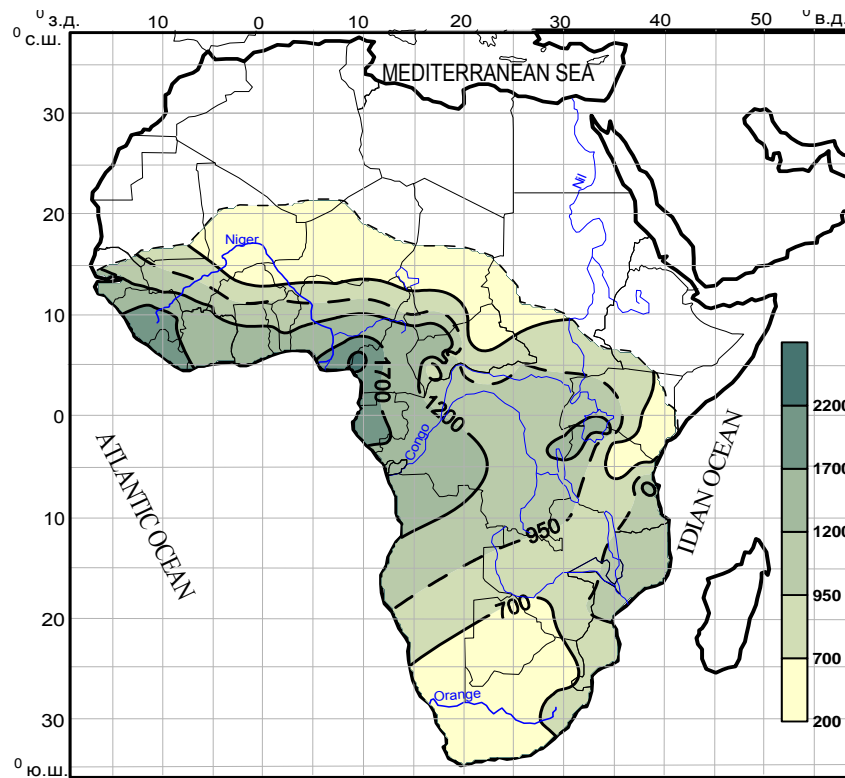 ⁰ з.д. 10 0 10 20 30 40 ⁰ в.д. 50
⁰ с.ш.
MEDITERRANEAN SEA
30
Nil
20
Niger
10
1700
2200
0
1200
Congo
1700
ATLANTIC OCEAN
IDIAN OCEAN
1200
10
950
950
20
700
700
Orange
30
200
⁰ ю.ш.